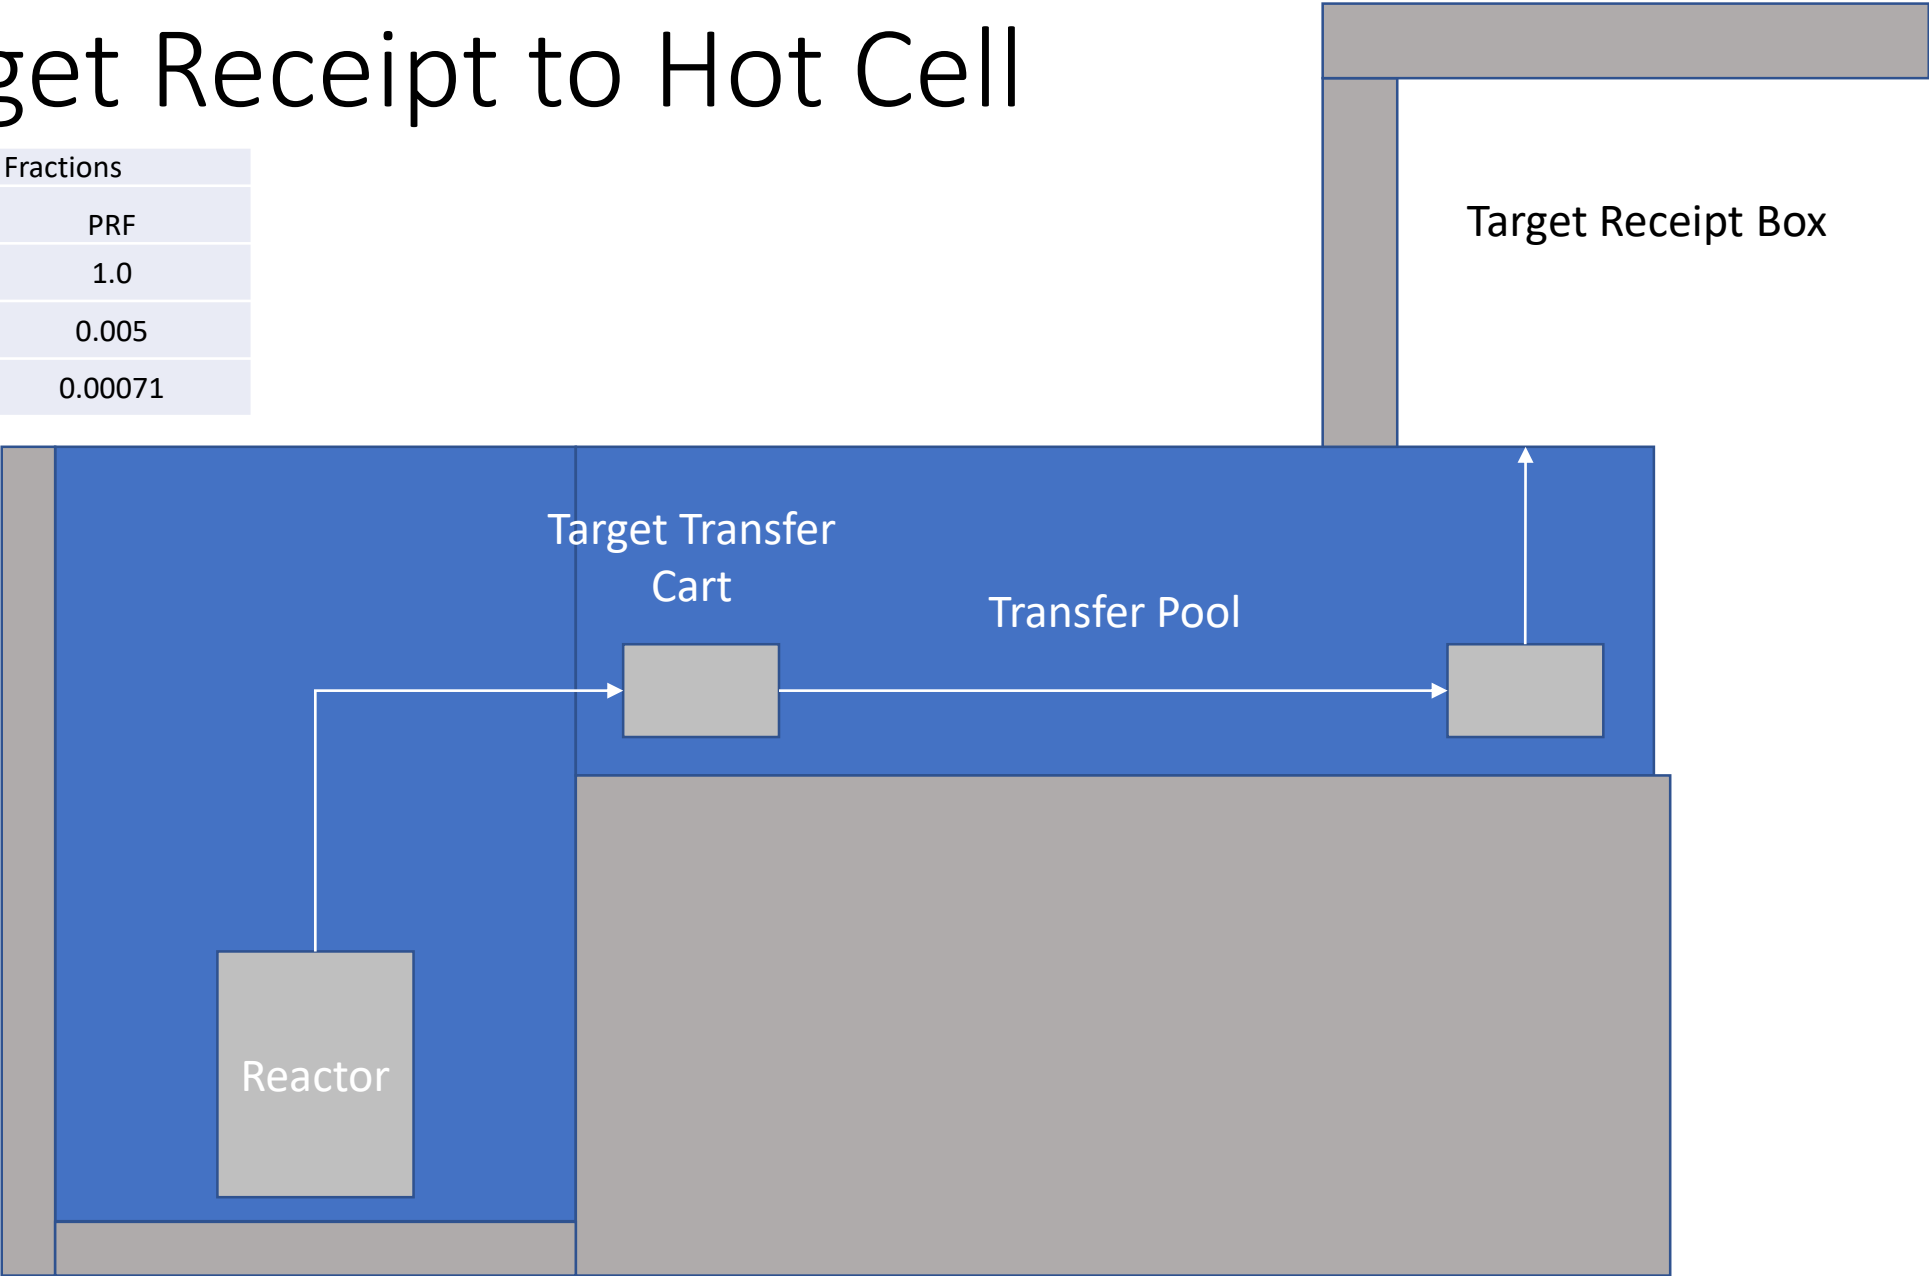 get Receipt to Hot Cell
Fractions
PRF
1.0
0.005
0.00071
Target Receipt Box
Target Transfer
Cart
Transfer Pool
Reactor